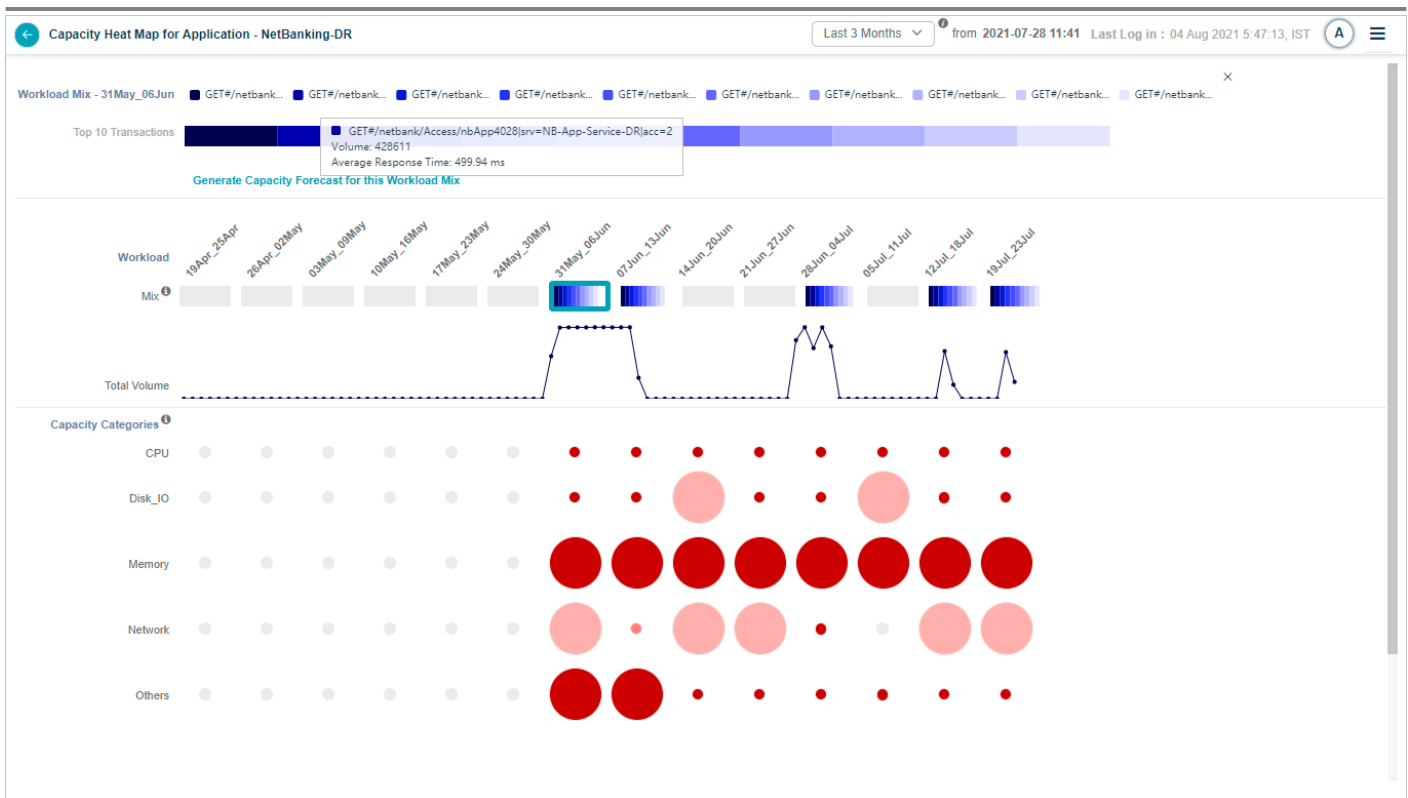 Capacity Heat Map for Application - NetBanking-DR
Last 3 Months
from 2021-07-28 11:41 Last Log in : 04 Aug 2021 5:47:13, IST
A
Workload Mix - 31May_06Jun GET#/netbank... GET#/netbank... GET#/netbank... GET#/netbank... GET#/netbank... GET#/netbank... GET#/netbank... GET#/netbank... GET#/netbank... GET#/netbank...
Top 10 Transactions
GET#/netbank/Access/nbApp4028|srv=NB-App-Service-DR|acc=2
Volume: 428611
Average Response Time: 499.94 ms
Generate Capacity Forecast for this Workload Mix
Workload
19Apr_25Apr 26Apr_02May 03May_09May 10May_16May 17May_23May 24May_30May 31May_06Jun 07Jun_13Jun 14Jun_20Jun 21Jun_27Jun 28Jun_04Jul 05Jul_11Jul 12Jul_18Jul 19Jul_23Jul
Mix
Total Volume
Capacity Categories
CPU
Disk_IO
Memory
Network
Others